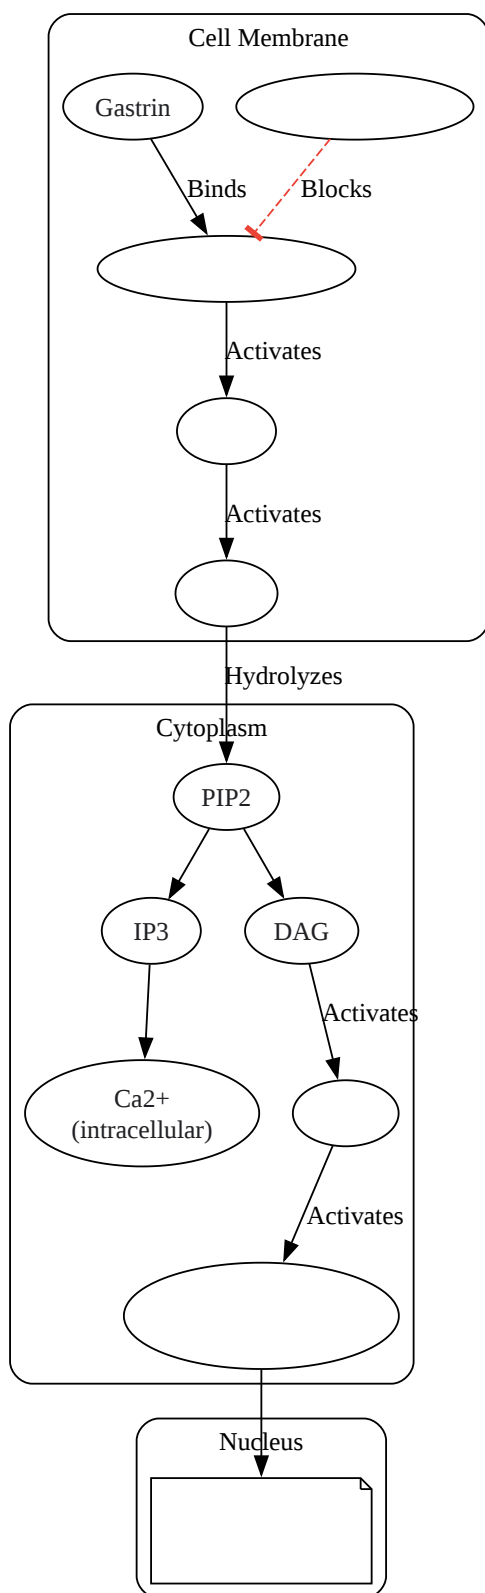 Cell Membrane
Gastrin
Binds
Blocks
Activates
Activates
Hydrolyzes
Cytoplasm
PIP2
IP3
DAG
Activates
Ca2+
(intracellular)
Activates
Nucleus